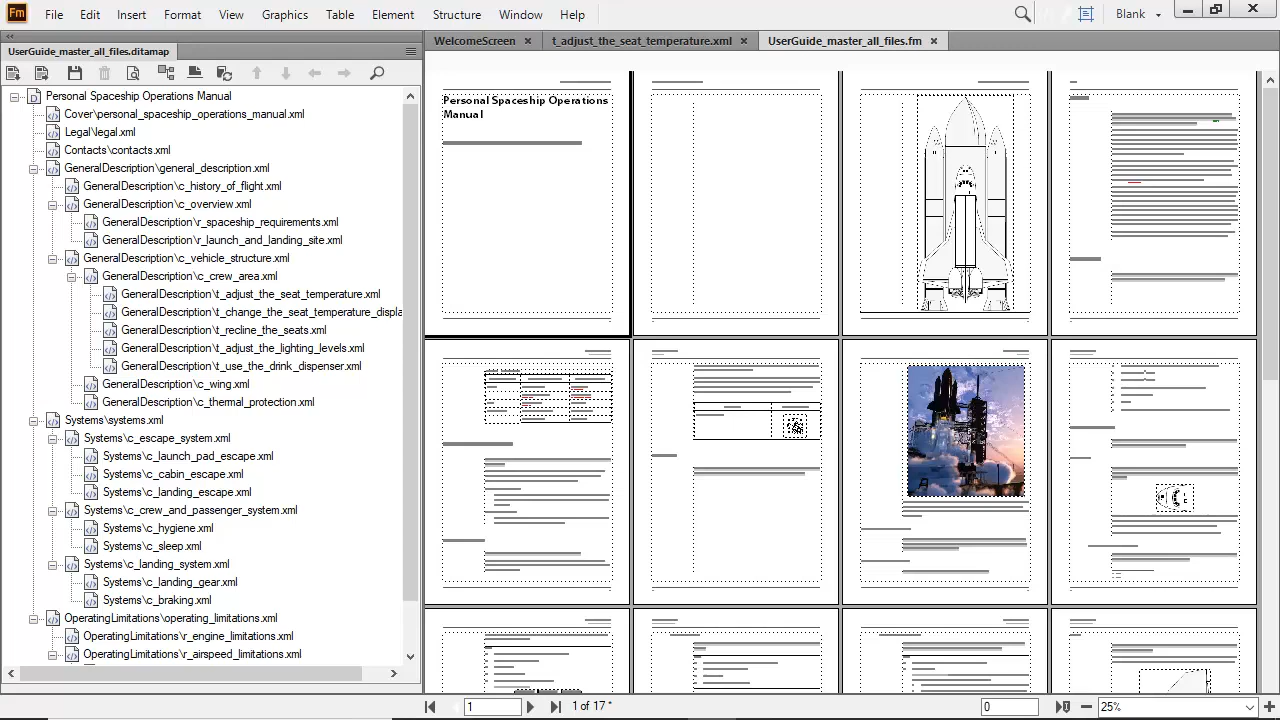 Fm File Edit Insert Format View Graphics Table Element Structure Window Help Blank
UserGuide_master_all_files.ditamap
WelcomeScreen t_adjust_the_seat_temperature.xml UserGuide_master_all_files.fm
Personal Spaceship Operations Manual
Cover\personal_spaceship_operations_manual.xml
Legal\legal.xml
Contacts\contacts.xml
GeneralDescription\general_description.xml
GeneralDescription\c_history_of_flight.xml
GeneralDescription\c_overview.xml
GeneralDescription\r_spaceship_requirements.xml
GeneralDescription\r_launch_and_landing_site.xml
GeneralDescription\c_vehicle_structure.xml
GeneralDescription\c_crew_area.xml
GeneralDescription\t_adjust_the_seat_temperature.xml
GeneralDescription\t_change_the_seat_temperature_displa
GeneralDescription\t_recline_the_seats.xml
GeneralDescription\t_adjust_the_lighting_levels.xml
GeneralDescription\t_use_the_drink_dispenser.xml
GeneralDescription\c_wing.xml
GeneralDescription\c_thermal_protection.xml
Systems\systems.xml
Systems\c_escape_system.xml
Systems\c_launch_pad_escape.xml
Systems\c_cabin_escape.xml
Systems\c_landing_escape.xml
Systems\c_crew_and_passenger_system.xml
Systems\c_hygiene.xml
Systems\c_sleep.xml
Systems\c_landing_system.xml
Systems\c_landing_gear.xml
Systems\c_braking.xml
OperatingLimitations\operating_limitations.xml
OperatingLimitations\r_engine_limitations.xml
OperatingLimitations\r_airspeed_limitations.xml
Personal Spaceship Operations
Manual
1 1 of 17 * 0 25%